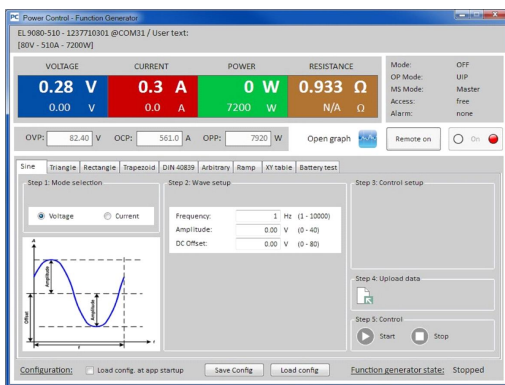 PC Power Control - Function Generator
EL 9080-510 - 1237710301 @COM31 / User text:
[80V - 510A - 7200W]
VOLTAGE CURRENT POWER RESISTANCE
0.28 V 0.3 A 0 W 0.933 Ω
0.00 V 0.0 A 7200 W N/A Ω
Mode: OFF
OP Mode: UIP
MS Mode: Master
Access: free
Alarm: none
OVP: 82.40 V OCP: 561.0 A OPP: 7920 W Open graph Remote on On
Sine Triangle Rectangle Trapezoid DIN 40839 Arbitrary Ramp XY table Battery test
Step 1: Mode selection
Voltage Current
Step 2: Wave setup
Frequency: 1 Hz (1 - 10000)
Amplitude: 0.00 V (0 - 40)
DC Offset: 0.00 V (0 - 80)
Step 3: Control setup
A
Amplitude
Amplitude
Offset
f
t
Step 4: Upload data
Step 5: Control
Start Stop
Configuration: Load config. at app startup Save Config Load config Function generator state: Stopped